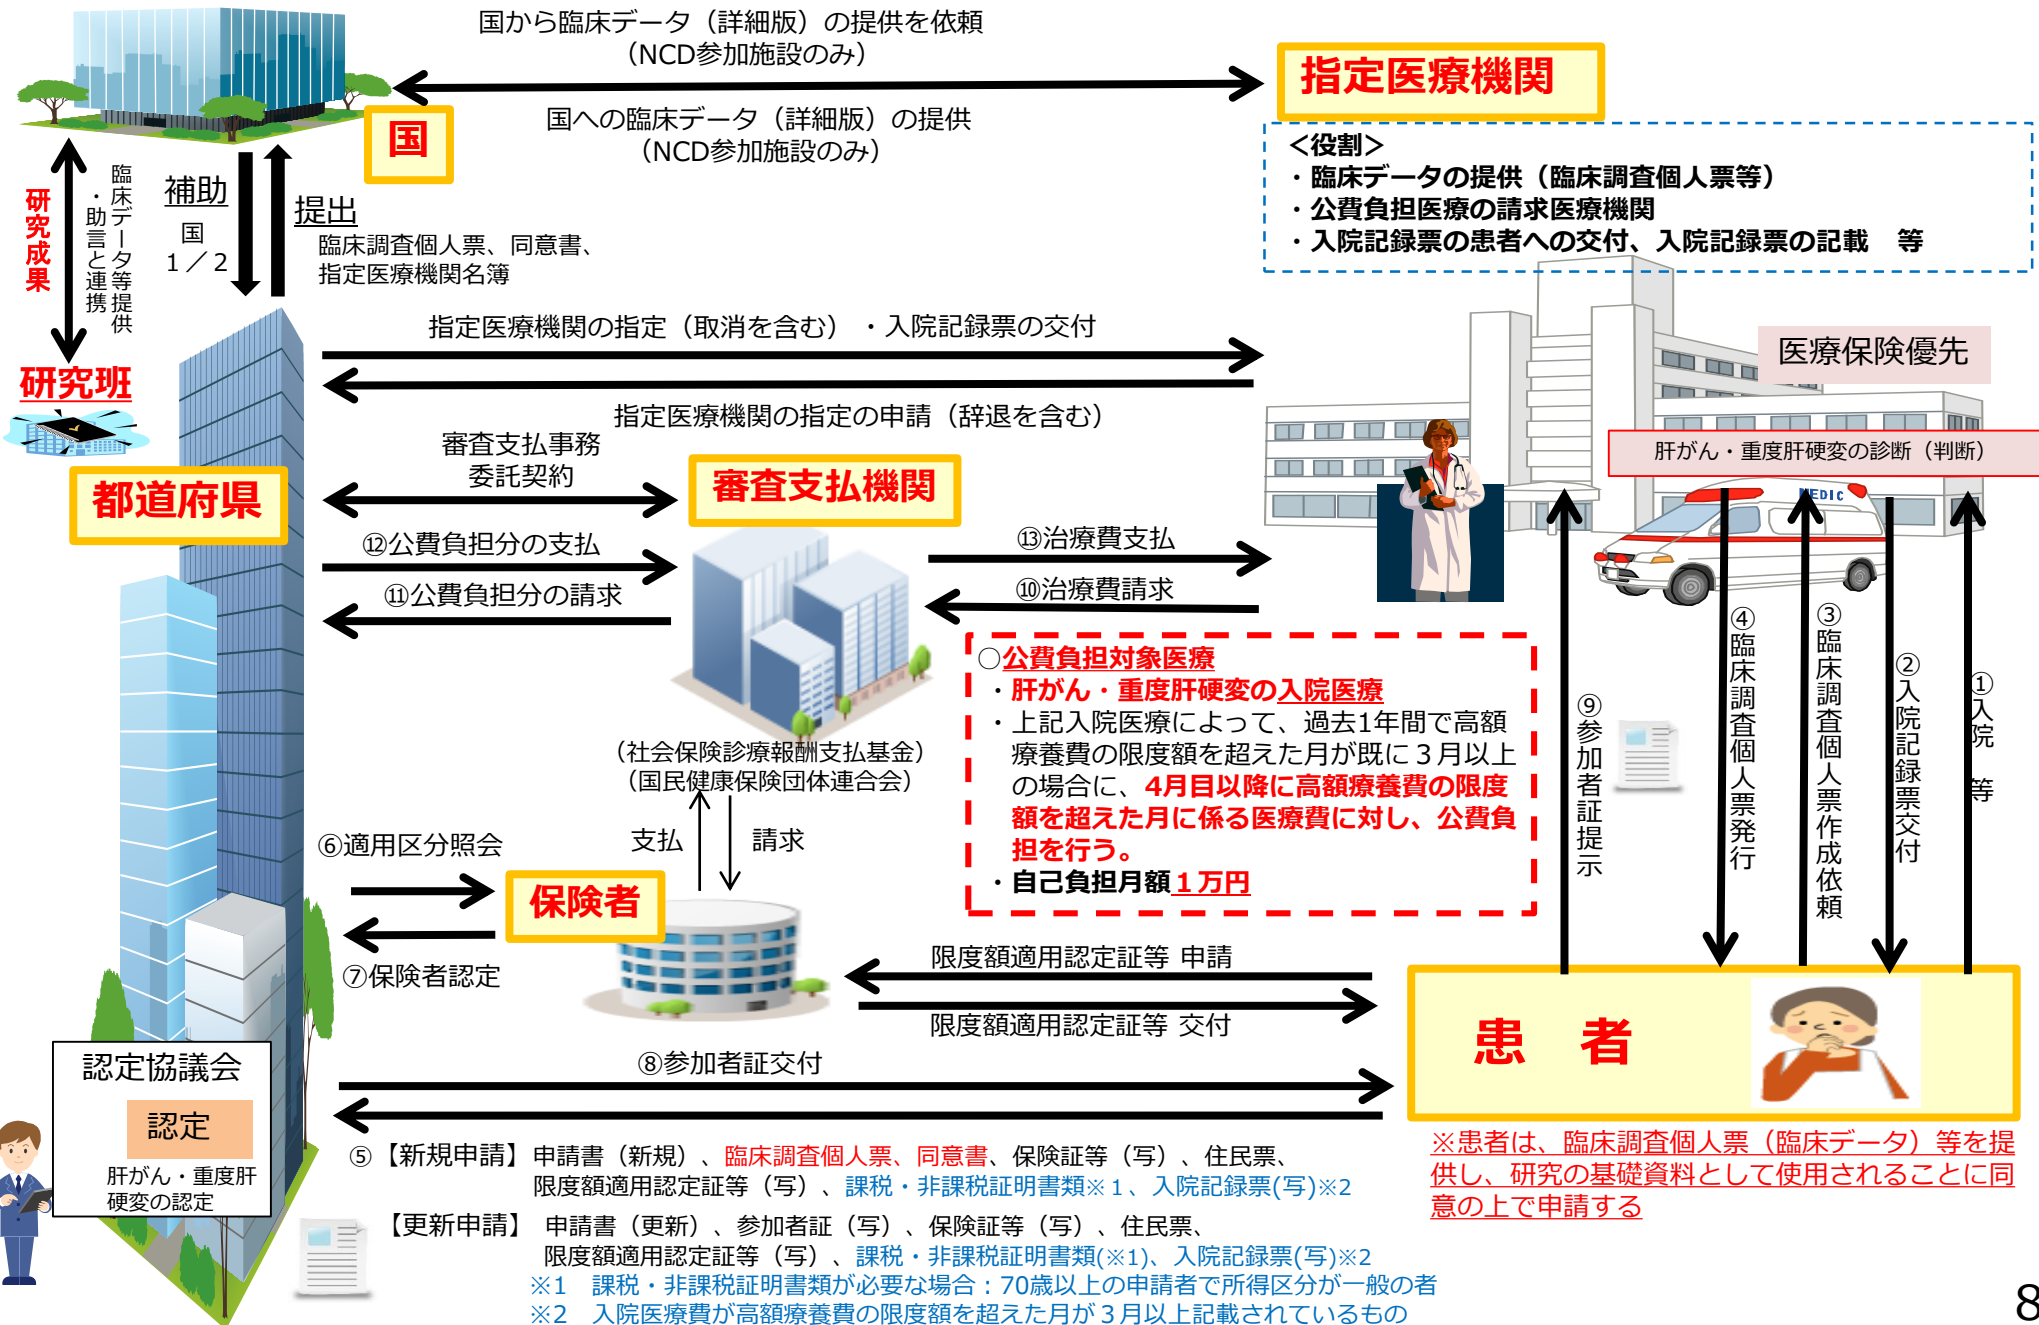 国から臨床データ（詳細版）の提供を依頼
（NCD参加施設のみ）
国への臨床データ（詳細版）の提供
（NCD参加施設のみ）
国
指定医療機関
＜役割＞
・臨床データの提供（臨床調査個人票等）
・公費負担医療の請求医療機関
・入院記録票の患者への交付、入院記録票の記載　等
研究成果
臨床データ等提供
・助言と連携
補助
国
１／２
提出
臨床調査個人票、同意書、
指定医療機関名簿
研究班
指定医療機関の指定（取消を含む）・入院記録票の交付
指定医療機関の指定の申請（辞退を含む）
医療保険優先
肝がん・重度肝硬変の診断（判断）
MEDIC
都道府県
審査支払事務
委託契約
審査支払機関
⑫公費負担分の支払
⑪公費負担分の請求
⑬治療費支払
⑩治療費請求
（社会保険診療報酬支払基金）
（国民健康保険団体連合会）
支払
請求
○公費負担対象医療
・肝がん・重度肝硬変の入院医療
・上記入院医療によって、過去1年間で高額
療養費の限度額を超えた月が既に３月以上
の場合に、4月目以降に高額療養費の限度
額を超えた月に係る医療費に対し、公費負
担を行う。
・自己負担月額１万円
⑨参加者証提示
④臨床調査個人票発行
③臨床調査個人票作成依頼
②入院記録票交付
①入院　等
⑥適用区分照会
保険者
⑦保険者認定
限度額適用認定証等 申請
限度額適用認定証等 交付
患　者
認定協議会
認定
肝がん・重度肝
硬変の認定
⑧参加者証交付
⑤【新規申請】申請書（新規）、臨床調査個人票、同意書、保険証等（写）、住民票、
限度額適用認定証等（写）、課税・非課税証明書類※１、入院記録票(写)※2
【更新申請】　申請書（更新）、参加者証（写）、保険証等（写）、住民票、
限度額適用認定証等（写）、課税・非課税証明書類(※1)、入院記録票(写)※2
※1　課税・非課税証明書類が必要な場合：70歳以上の申請者で所得区分が一般の者
※2　入院医療費が高額療養費の限度額を超えた月が３月以上記載されているもの
※患者は、臨床調査個人票（臨床データ）等を提
供し、研究の基礎資料として使用されることに同
意の上で申請する
8